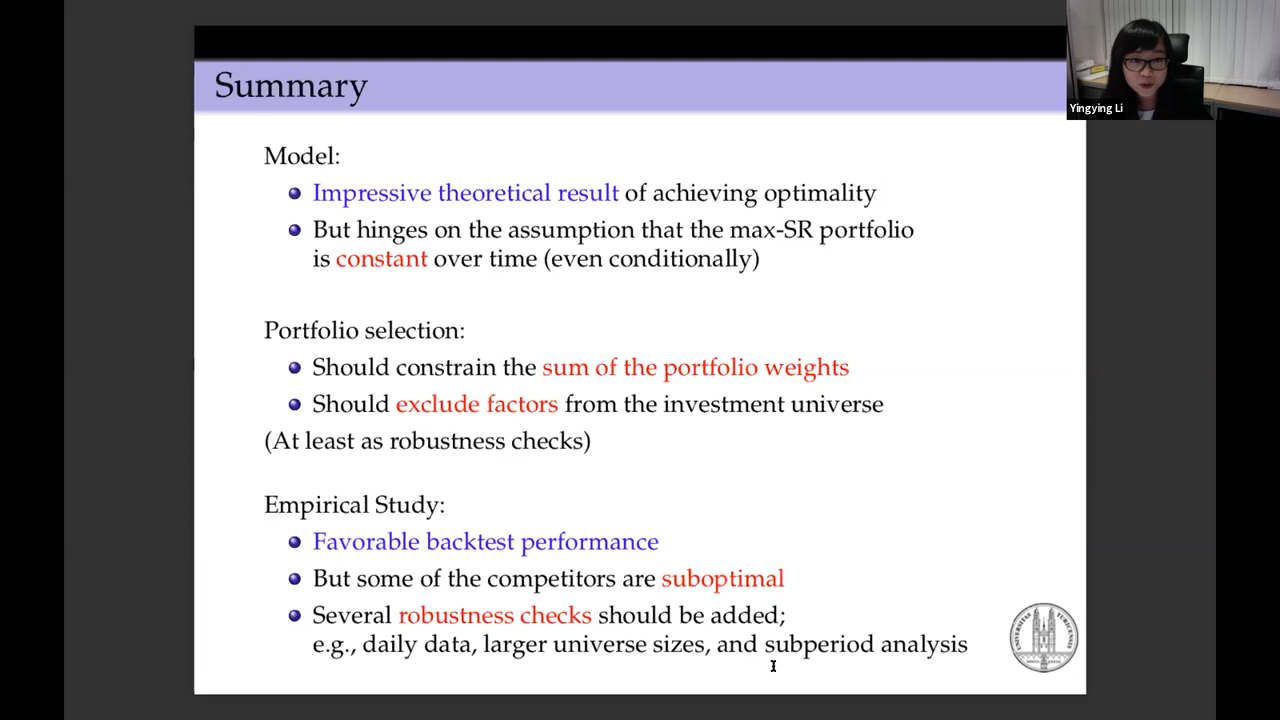 Summary
Yingying Li
Model:
Impressive theoretical result of achieving optimality
But hinges on the assumption that the max-SR portfolio
is constant over time (even conditionally)
Portfolio selection:
Should constrain the sum of the portfolio weights
Should exclude factors from the investment universe
(At least as robustness checks)
Empirical Study:
Favorable backtest performance
But some of the competitors are suboptimal
Several robustness checks should be added;
e.g., daily data, larger universe sizes, and subperiod analysis